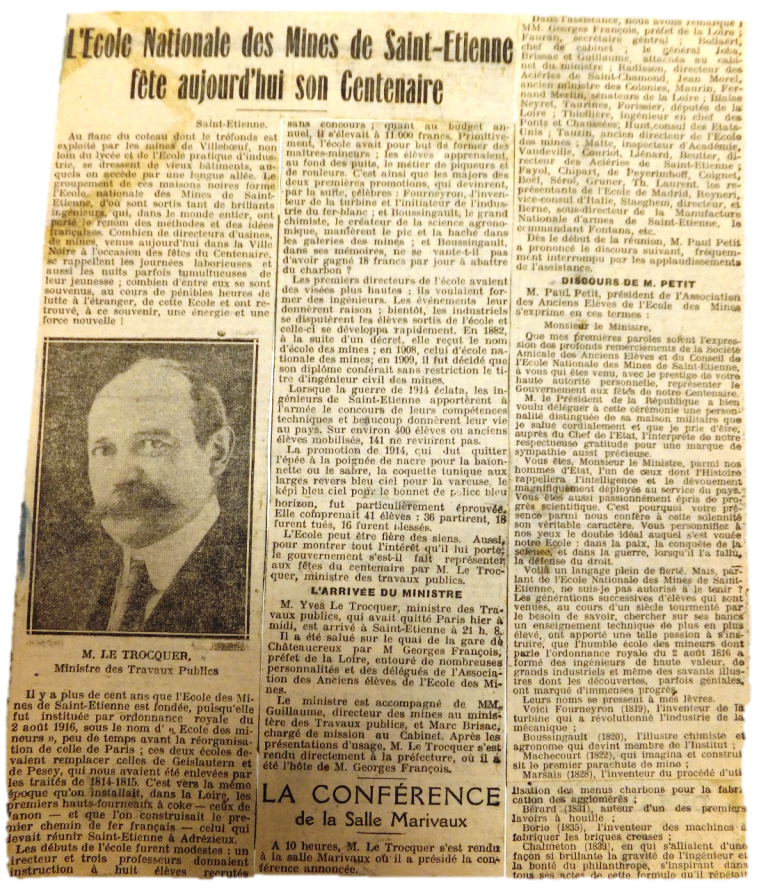 L'Ecole Nationale des Mines de Saint-Etienne
fête aujourd'hui son Centenaire
Saint-Etienne.
Au flanc du coteau dont le tréfonds est
exploité par les mines de Villebœuf, non
loin du lycée et de l'Ecole pratique d'indus-
trie, se dressent de vieux bâtiments, aux-
quels on accède par une longue allée. Le
groupement de ces maisons noires forme
l'Ecole nationale des Mines de Saint-
Etienne, d'où sont sortis tant de brillants
ingénieurs, qui, dans le monde entier, ont
porté le renom des méthodes et des idées
françaises. Combien de directeurs d'usines,
de mines, venus aujourd'hui dans la Ville
Noire à l'occasion des fêtes du Centenaire,
se rappellent les journées laborieuses et
aussi les nuits parfois tumultueuses de
leur jeunesse ; combien d'entre eux se sont
souvenus, au cours de pénibles heures de
lutte à l'étranger, de cette Ecole et ont re-
trouvé, à ce souvenir, une énergie et une
force nouvelle !
M. LE TROCQUER,
Ministre des Travaux Publics
Il y a plus de cent ans que l'Ecole des Mi-
nes de Saint-Etienne est fondée, puisqu'elle
fut instituée par ordonnance royale du
2 août 1916, sous le nom d' « Ecole des mi-
neurs », peu de temps avant la réorganisa-
tion de celle de Paris ; ces deux écoles de-
vaient remplacer celles de Geislautern et
de Pesey, qui nous avaient été enlevées par
les traités de 1814-1815. C'est vers la même
époque qu'on installait, dans la Loire, les
premiers hauts-fourneaux à coke — ceux de
Janon — et que l'on construisait le pre-
mier chemin de fer français — celui qui
devait réunir Saint-Etienne à Adrézieux.
Les débuts de l'école furent modestes : un
directeur et trois professeurs donnaient
instruction à huit élèves recrutés
sans concours ; quant au budget an-
nuel, il s'élevait à 11.000 francs. Primitive-
ment, l'école avait pour but de former des
maîtres-mineurs ; les élèves apprenaient,
au fond des puits, le métier de piqueurs et
de rouleurs. C'est ainsi que les majors des
deux premières promotions, qui devinrent,
par la suite, célèbres : Fourneyron, l'inven-
teur de la turbine et l'initiateur de l'indus-
trie du fer-blanc ; et Boussingault, le grand
chimiste, le créateur de la science agrono-
mique, manièrent le pic et la hache dans
les galeries des mines ; et Boussingault,
dans ses mémoires, ne se vante-t-il pas
d'avoir gagné 18 francs par jour à abattre
du charbon ?
Les premiers directeurs de l'école avaient
des visées plus hautes : ils voulaient for-
mer des ingénieurs. Les événements leur
donnèrent raison ; bientôt, les industriels
se disputèrent les élèves sortis de l'école et
celle-ci se développa rapidement. En 1882,
à la suite d'un décret, elle reçut le nom
d'école des mines ; en 1908, celui d'école na-
tionale des mines; en 1909, il fut décidé que
son diplôme conférait sans restriction le ti-
tre d'ingénieur civil des mines.
Lorsque la guerre de 1914 éclata, les in-
génieurs de Saint-Etienne apportèrent à
l'armée le concours de leurs compétences
techniques et beaucoup donnèrent leur vie
au pays. Sur environ 400 élèves ou anciens
élèves mobilisés, 141 ne revinrent pas.
La promotion de 1914, qui dut quitter
l'épée à la poignée de nacre pour la baïon-
nette ou le sabre, la coquette tunique aux
larges revers bleu ciel pour la vareuse, le
képi bleu ciel pour le bonnet de police bleu
horizon, fut particulièrement éprouvée.
Elle comprenait 41 élèves : 36 partirent, 18
furent tués, 16 furent blessés.
L'Ecole peut être fière des siens. Aussi,
pour montrer tout l'intérêt qu'il lui porte,
le gouvernement s'est-il fait représenter
aux fêtes du centenaire par M. Le Troc-
quer, ministre des travaux publics.
L'ARRIVÉE DU MINISTRE
M. Yves Le Trocquer, ministre des Tra-
vaux publics, qui avait quitté Paris hier à
midi, est arrivé à Saint-Etienne à 21 h. 8.
Il a été salué sur le quai de la gare de
Châteaucreux par M Georges François,
préfet de la Loire, entouré de nombreuses
personnalités et des délégués de l'Associa-
tion des Anciens élèves de l'Ecole des Mi-
nes.
Le ministre est accompagné de MM.
Guillaume, directeur des mines au minis-
tère des Travaux publics, et Marc Brisac,
chargé de mission au Cabinet. Après les
présentations d'usage, M. Le Trocquer s'est
rendu directement à la préfecture, où il a
été l'hôte de M. Georges François.
LA CONFÉRENCE
de la Salle Marivaux
A 10 heures, M. Le Trocquer s'est rendu
à la salle Marivaux où il a présidé la con-
férence annoncée.
Dans l'assistance, nous avons remarqué :
MM. Georges François, préfet de la Loire ;
Fauran, secrétaire général ; Bollaërt,
chef de cabinet ; le général Joba,
Brissac et Guillaume, attachés au cabi-
net du ministre ; Radisson, directeur des
Aciéries de Saint-Chamond, Jean Morel,
ancien ministre des Colonies, Maurin, Fer-
nand Merlin, sénateurs de la Loire ; Blaise
Neyret, Taurines, Forissier, députés de la
Loire ; Thiollière, ingénieur en chef des
Ponts et Chaussées; Hunt,consul des Etats-
Unis ; Tauzin, ancien directeur de l'Ecole
des mines ; Matte, inspecteur d'Académie,
Vaudeville, Couriot, Liénard, Beutter, di-
recteur des Aciéries de Saint-Etienne ;
Fayol, Chipart, de Peyerimhoff, Coignet,
Boël, Sérol, Gruner, Th. Laurent, les re-
présentants de l'Ecole de Madrid, Reyneri,
vice-consul d'Italie, Staeghem, directeur, et
Berne, sous-directeur de la Manufacture
Nationale d'armes de Saint-Etienne, le
commandant Fontana, etc.
Dès le début de la réunion, M. Paul Petit
a prononcé le discours suivant, fréquem-
ment interrompu par les applaudissements
de l'assistance.
DISCOURS DE M. PETIT
M. Paul Petit, président de l'Association
des Anciens Elèves de l'Ecole des Mines
s'exprime en ces termes :
Monsieur le Ministre,
Que mes premières paroles soient l'expres-
sion des profonds remerciements de la Société
Amicale des Anciens Elèves et du Conseil de
l'Ecole Nationale des Mines de Saint-Etienne,
à vous qui êtes venu, avec le prestige de votre
haute autorité personnelle, représenter le
Gouvernement aux fêtes de notre Centenaire.
M. le Président de la République a bien
voulu déléguer à cette cérémonie une person-
nalité distinguée de sa maison militaire que
je salue cordialement et que je prie d'être,
auprès du Chef de l'Etat, l'interprète de notre
respectueuse gratitude pour une marque de
sympathie aussi précieuse.
Vous êtes, Monsieur le Ministre, parmi nos
hommes d'Etat, l'un de ceux dont l'Histoire
rappellera l'intelligence et le dévouement
magnifiquement déployés au service du pays.
Vous êtes aussi passionnément épris de pro-
grès scientifique. C'est pourquoi votre pré-
sence parmi nous confère à cette solennité
son véritable caractère. Vous personnifiez à
nos yeux le double idéal auquel s'est vouée
notre Ecole : dans la paix, la conquête de la
science, et dans la guerre, lorsqu'il l'a fallu,
la défense du droit.
Voilà un langage plein de fierté. Mais, par-
lant de l'Ecole Nationale des Mines de Saint-
Etienne, ne suis-je pas autorisé à le tenir ?
Les générations successives d'élèves qui sont
venues, au cours d'un siècle tourmenté par
le besoin de savoir, chercher sur ses bancs
un enseignement technique de plus en plus
élevé, ont apporté une telle passion à s'ins-
truire, que l'humble école des mineurs dont
parle l'ordonnance royale du 2 août 1816 a
formé des ingénieurs de haute valeur, de
grands industriels et même des savants illus-
tres dont les découvertes, parfois géniales,
ont marqué d'immenses progrès.
Leurs noms se pressent à mes lèvres.
Voici Fourneyron (1819), l'inventeur de la
turbine qui a révolutionné l'industrie de la
mécanique ;
Boussingault (1820), l'illustre chimiste et
agronome qui devint membre de l'Institut ;
Machecourt (1822), qui imagina et construi
sit le premier parachute de mine ;
Marsais (1828), l'inventeur du procédé d'uti
lisation des menus charbons pour la fabri
cation des agglomérés ;
Bérard (1831), auteur d'un des premiers
lavoirs à houille ;
Borie (1835), l'inventeur des machines à
fabriquer les briques creuses ;
Chalmeton (1839), en qui s'alliaient d'une
façon si brillante la gravité de l'ingénieur et
la bonté du philanthrope, s'inspirant dans
tous ses actes de cette formule qu'il répétait